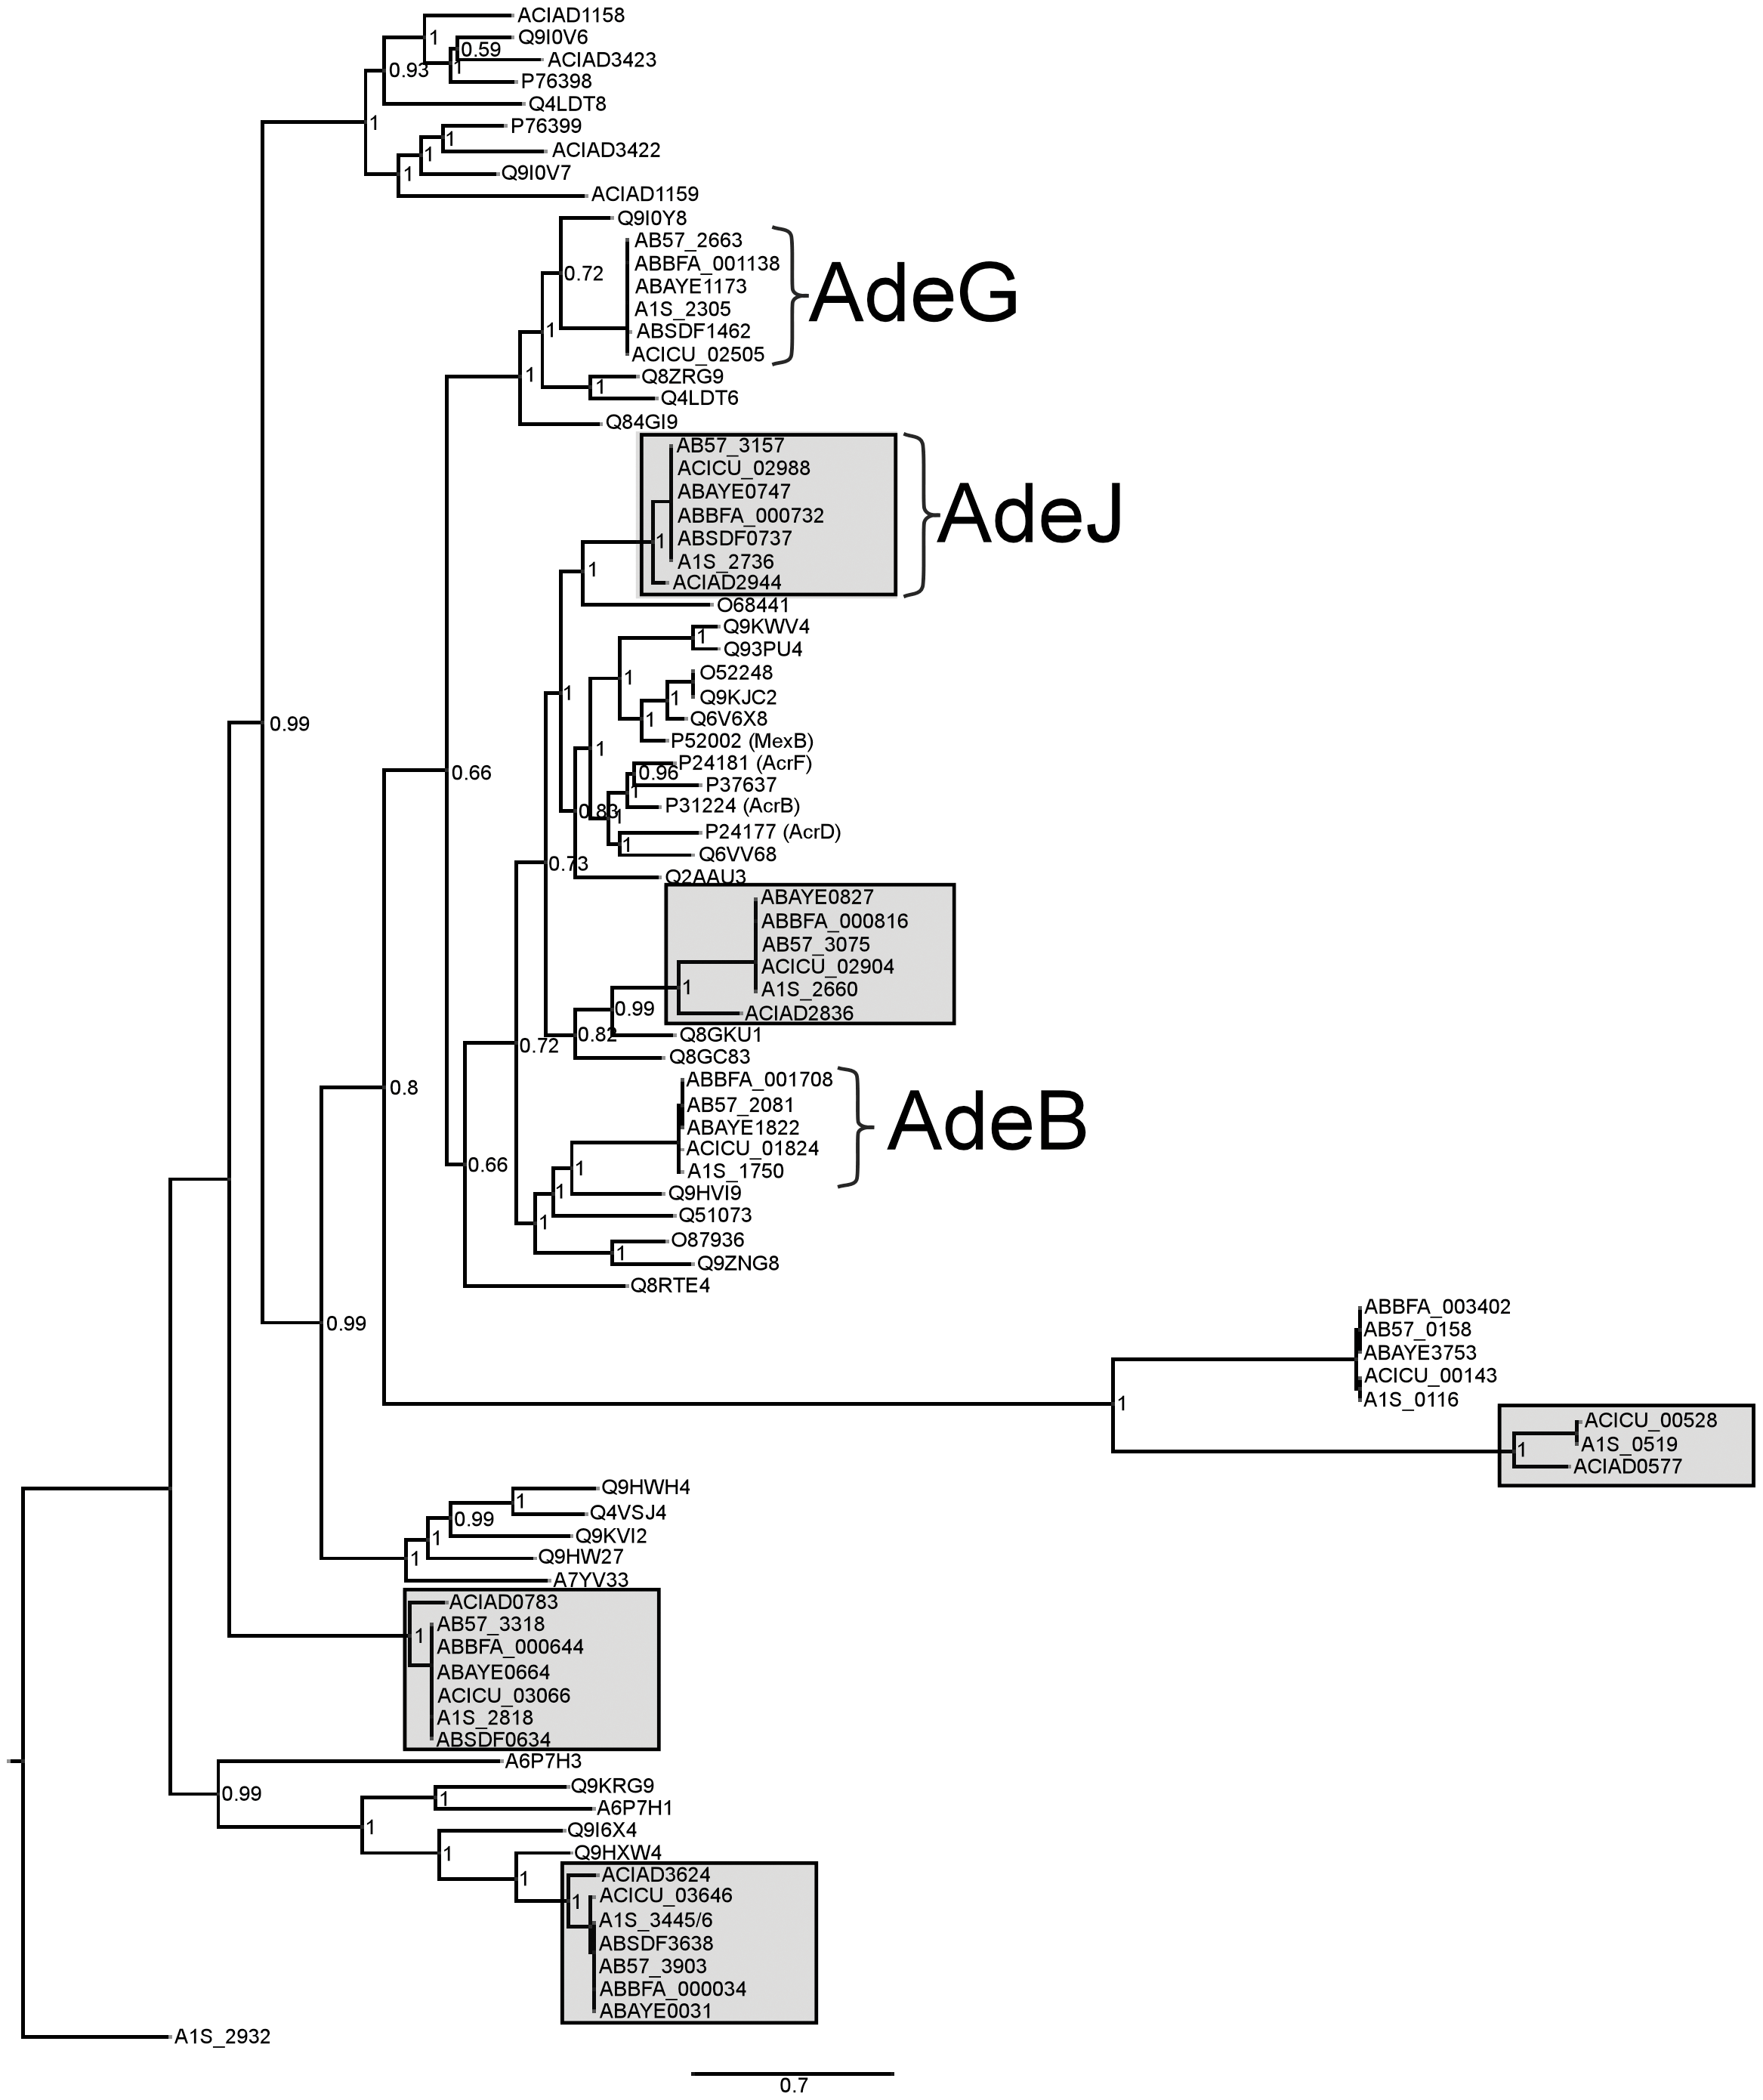 ACIAD1158
1
Q9I0V6
0.59
ACIAD3423
0.93
1
P76398
Q4LDT8
1
P76399
1
ACIAD3422
1
1
Q9I0V7
ACIAD1159
Q9I0Y8
AB57_2663
ABBFA_001138
0.72
ABAYE1173
AdeG
A1S_2305
1
ABSDF1462
ACICU_02505
1
Q8ZRG9
1
Q4LDT6
Q84GI9
AB57_3157
ACICU_02988
ABAYE0747
ABBFA_000732
AdeJ
ABSDF0737
1
A1S_2736
1
ACIAD2944
O68441
Q9KWV4
1
Q93PU4
O52248
1
Q9KJC2
1
1
Q6V6X8
1
0.99
P52002 (MexB)
1
P24181 (AcrF)
0.66
0.96
P37637
1
P31224 (AcrB)
0.83
1
P24177 (AcrD)
1
Q6VV68
0.73
Q2AAU3
ABAYE0827
ABBFA_000816
AB57_3075
ACICU_02904
1
A1S_2660
0.99
ACIAD2836
0.82
Q8GKU1
0.72
Q8GC83
ABBFA_001708
0.8
AB57_2081
AdeB
ABAYE1822
ACICU_01824
0.66
1
A1S_1750
1
Q9HVI9
Q51073
1
O87936
1
Q9ZNG8
Q8RTE4
ABBFA_003402
0.99
AB57_0158
ABAYE3753
ACICU_00143
1
A1S_0116
ACICU_00528
1
A1S_0519
ACIAD0577
Q9HWH4
1
Q4VSJ4
0.99
Q9KVI2
1
1
Q9HW27
A7YV33
ACIAD0783
AB57_3318
1
ABBFA_000644
ABAYE0664
ACICU_03066
A1S_2818
ABSDF0634
A6P7H3
0.99
Q9KRG9
1
A6P7H1
1
Q9I6X4
1
Q9HXW4
1
ACIAD3624
1
ACICU_03646
A1S_3445/6
ABSDF3638
AB57_3903
ABBFA_000034
ABAYE0031
A1S_2932
0.7